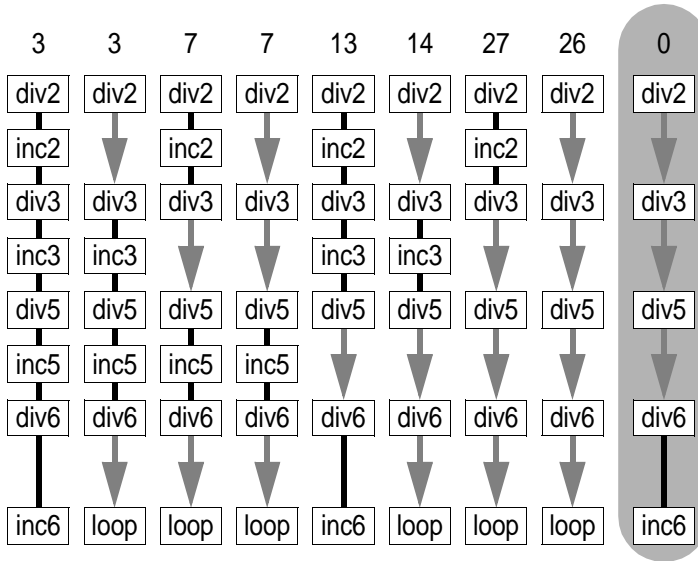 3 3 7 7 13 14 27 26 0
div2 div2 div2 div2 div2 div2 div2 div2 div2
inc2 inc2 inc2 inc2
div3 div3 div3 div3 div3 div3 div3 div3 div3
inc3 inc3 inc3 inc3
div5 div5 div5 div5 div5 div5 div5 div5 div5
inc5 inc5 inc5 inc5
div6 div6 div6 div6 div6 div6 div6 div6 div6
inc6 loop loop loop inc6 loop loop loop inc6